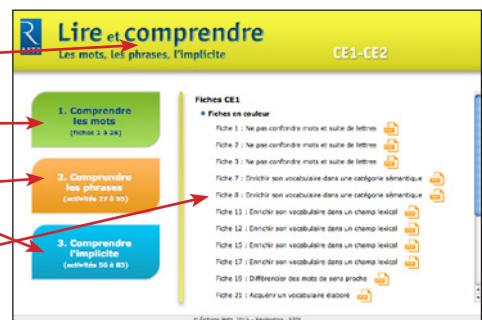 R
RETZ
Lire et comprendre
Les mots, les phrases, l'implicite
CE1-CE2
1. Comprendre
les mots
(fiches 1 à 26)
2. Comprendre
les phrases
(activités 27 à 55)
3. Comprendre
l'implicite
(activités 56 à 83)
Fiches CE1
• Fiches en couleur
Fiche 1 : Ne pas confondre mots et suite de lettres
Fiche 2 : Ne pas confondre mots et suite de lettres
Fiche 3 : Ne pas confondre mots et suite de lettres
Fiche 7 : Enrichir son vocabulaire dans une catégorie sémantique
Fiche 8 : Enrichir son vocabulaire dans une catégorie sémantique
Fiche 11 : Enrichir son vocabulaire dans un champ lexical
Fiche 12 : Enrichir son vocabulaire dans un champ lexical
Fiche 15 : Enrichir son vocabulaire dans un champ lexical
Fiche 17 : Enrichir son vocabulaire dans un champ lexical
Fiche 19 : Différencier des mots de sens proche
Fiche 21 : Acquérir un vocabulaire élaboré
© Éditions Retz, 2013 - Réalisation :